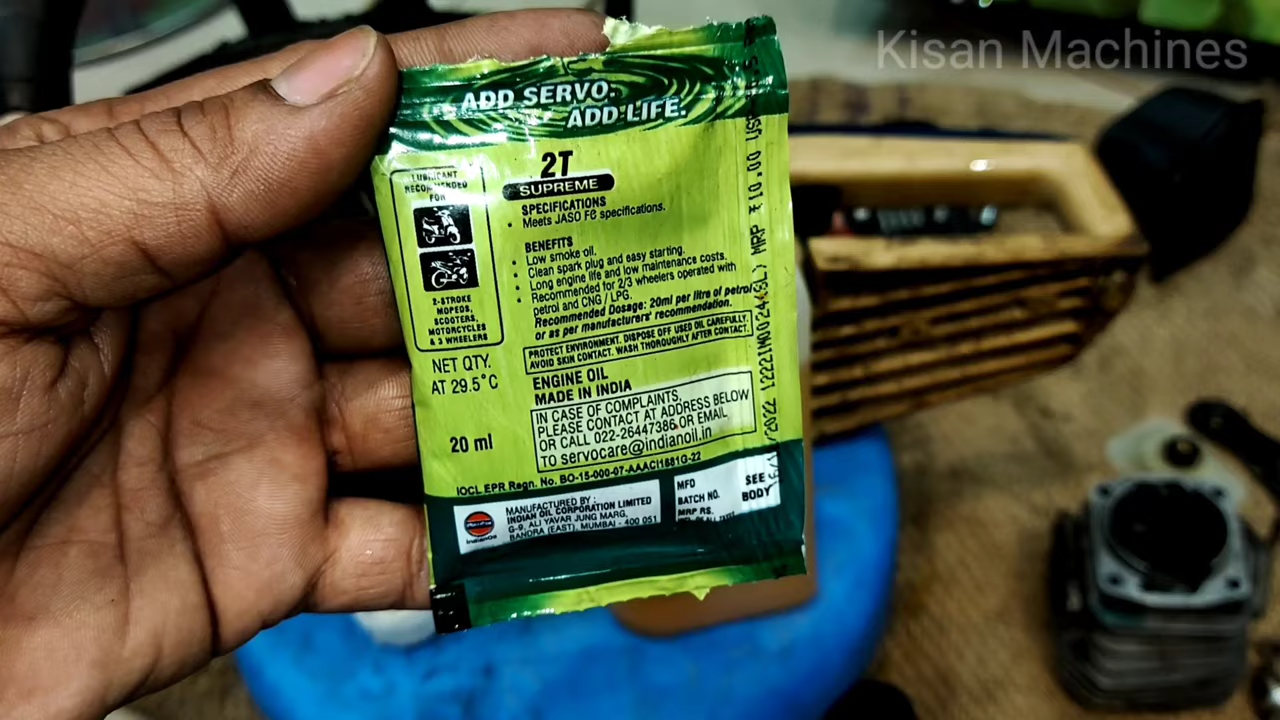 Kisan Machines
ADD SERVO.
ADD LIFE.
2T
SUPREME
LUBRICANT
RECOMMENDED
FOR
2-STROKE
MOPEDS,
SCOOTERS,
MOTORCYCLES
& 3 WHEELERS
NET QTY.
AT 29.5°C
20 ml
SPECIFICATIONS
• Meets JASO FC specifications.
BENEFITS
• Low smoke oil.
• Clean spark plug and easy starting.
• Long engine life and low maintenance costs.
• Recommended for 2/3 wheelers operated with
petrol and CNG / LPG.
Recommended Dosage: 20ml per litre of petrol
or as per manufacturers' recommendation.
PROTECT ENVIRONMENT. DISPOSE OFF USED OIL CAREFULLY,
AVOID SKIN CONTACT. WASH THOROUGHLY AFTER CONTACT.
ENGINE OIL
MADE IN INDIA
IN CASE OF COMPLAINTS,
PLEASE CONTACT AT ADDRESS BELOW
OR CALL 022-26447386 OR EMAIL
TO servocare@indianoil.in
IOCL EPR Regn. No. BO-15-000-07-AAACI1681G-22
IndianOil
MANUFACTURED BY :
INDIAN OIL CORPORATION LIMITED
G-9, ALI YAVAR JUNG MARG,
BANDRA (EAST), MUMBAI - 400 051
MFD
BATCH NO.
MRP RS.
SEE
BODY
MRP ₹10.00